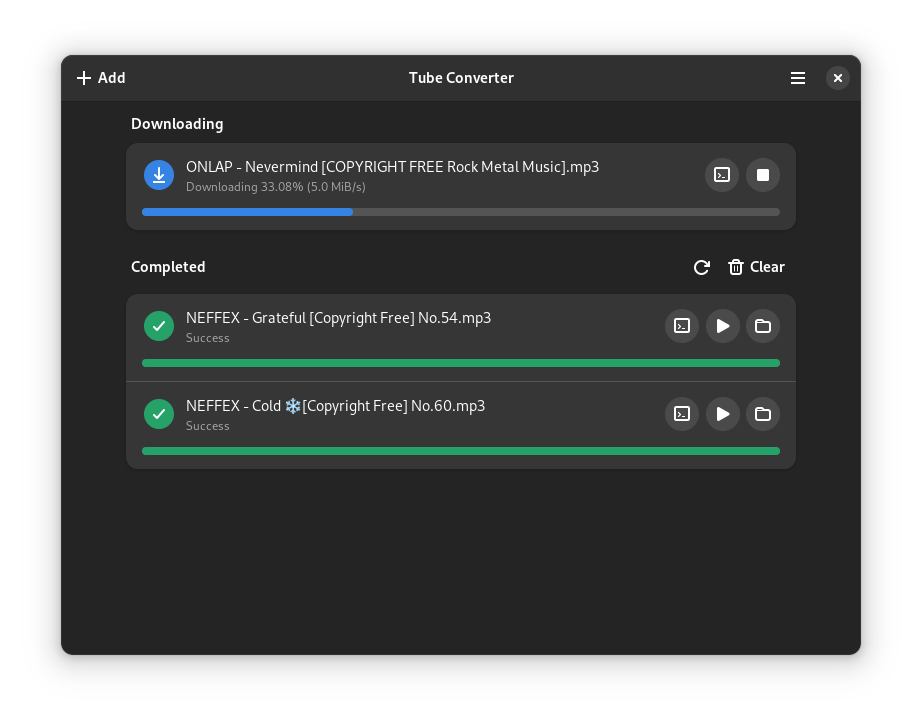 Add
Tube Converter
Downloading
ONLAP - Nevermind [COPYRIGHT FREE Rock Metal Music].mp3
Downloading 33.08% (5.0 MiB/s)
Completed
Clear
NEFFEX - Grateful [Copyright Free] No.54.mp3
Success
NEFFEX - Cold ❄️[Copyright Free] No.60.mp3
Success